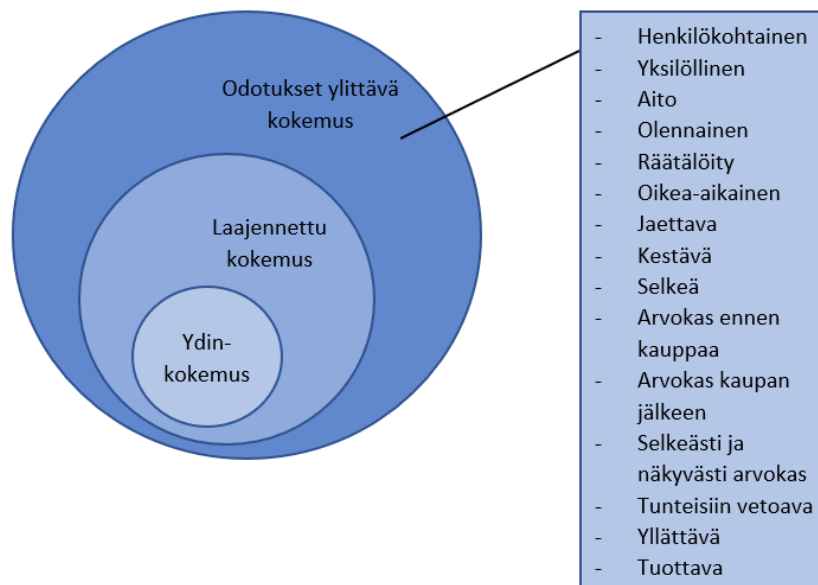 Odotukset ylittävä
kokemus
Laajennettu
kokemus
Ydin-
kokemus
- Henkilökohtainen
- Yksilöllinen
- Aito
- Olennainen
- Räätälöity
- Oikea-aikainen
- Jaettava
- Kestävä
- Selkeä
- Arvokas ennen
kauppaa
- Arvokas kaupan
jälkeen
- Selkeästi ja
näkyvästi arvokas
- Tunteisiin vetoava
- Yllättävä
- Tuottava